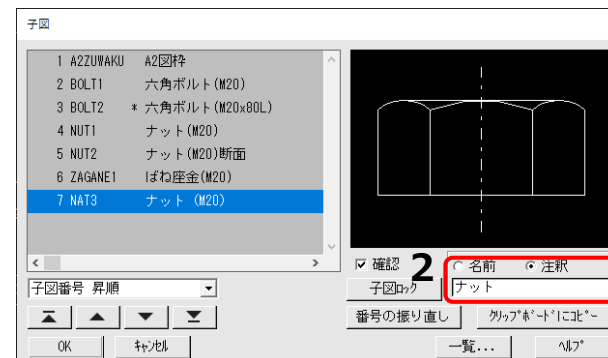 子図
1 A2ZUWAKU A2図枠
2 BOLT1 六角ボルト(M20)
3 BOLT2 * 六角ボルト(M20x80L)
4 NUT1 ナット(M20)
5 NUT2 ナット(M20)断面
6 ZAGANE1 ばね座金(M20)
7 NAT3 ナット (M20)
確認 2 名前 注釈
子図番号 昇順 子図ﾛｯｸ ナット
番号の振り直し ｸﾘｯﾌﾟﾎﾞｰﾄﾞにｺﾋﾟｰ
OK ｷｬﾝｾﾙ 一覧... ﾍﾙﾌﾟ